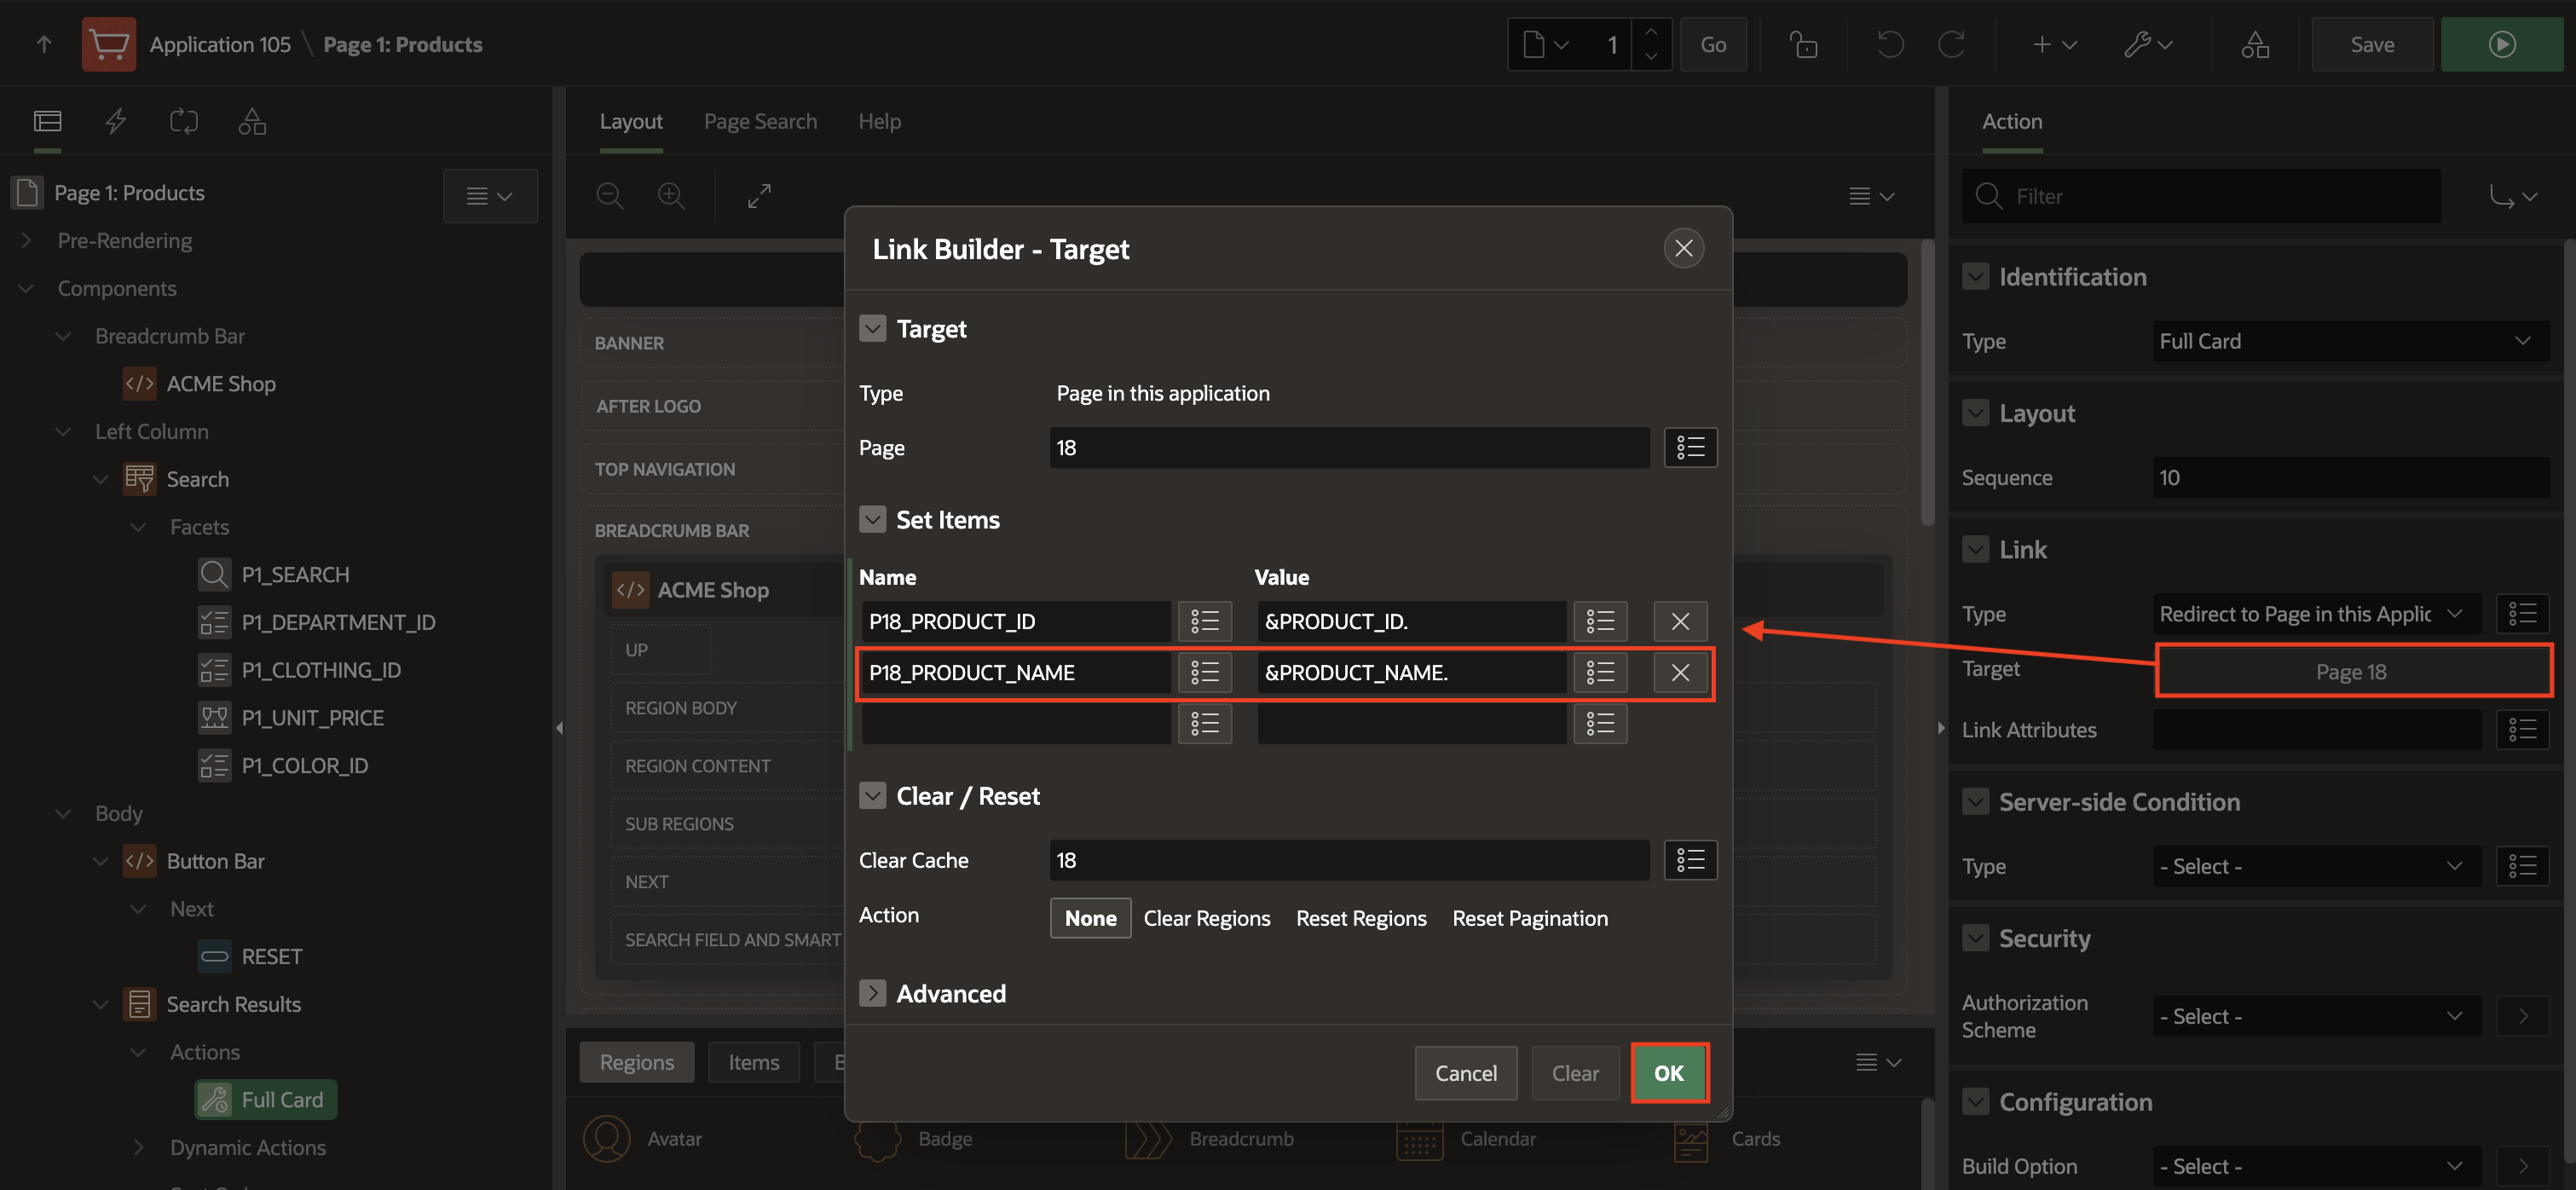 Application 105 \ Page 1: Products
1
Go
Save
Layout
Page Search
Help
Action
Page 1: Products
Pre-Rendering
Components
Breadcrumb Bar
ACME Shop
Left Column
Search
Facets
P1_SEARCH
P1_DEPARTMENT_ID
P1_CLOTHING_ID
P1_UNIT_PRICE
P1_COLOR_ID
Body
Button Bar
Next
RESET
Search Results
Actions
Full Card
Dynamic Actions
BANNER
AFTER LOGO
TOP NAVIGATION
BREADCRUMB BAR
ACME Shop
UP
REGION BODY
REGION CONTENT
SUB REGIONS
NEXT
SEARCH FIELD AND SMART
Regions
Items
B
Avatar
Badge
Breadcrumb
Calendar
Cards
Link Builder - Target
Target
Type
Page in this application
Page
18
Set Items
Name
Value
P18_PRODUCT_ID
&PRODUCT_ID.
P18_PRODUCT_NAME
&PRODUCT_NAME.
Clear / Reset
Clear Cache
18
Action
None
Clear Regions
Reset Regions
Reset Pagination
Advanced
Cancel
Clear
OK
Filter
Identification
Type
Full Card
Layout
Sequence
10
Link
Type
Redirect to Page in this Applic
Target
Page 18
Link Attributes
Server-side Condition
Type
- Select -
Security
Authorization
Scheme
- Select -
Configuration
Build Option
- Select -